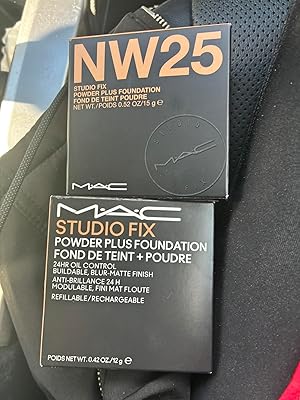 NW25
STUDIO FIX
POWDER PLUS FOUNDATION
FOND DE TEINT POUDRE
NET WT./POIDS 0.52 OZ/15 g e
MAC
MAC
STUDIO FIX
POWDER PLUS FOUNDATION
FOND DE TEINT + POUDRE
24HR OIL CONTROL
BUILDABLE, BLUR-MATTE FINISH
ANTI-BRILLANCE 24 H
MODULABLE, FINI MAT FLOUTE
REFILLABLE/RECHARGEABLE
POIDS NET WT. 0.42 OZ/12g e